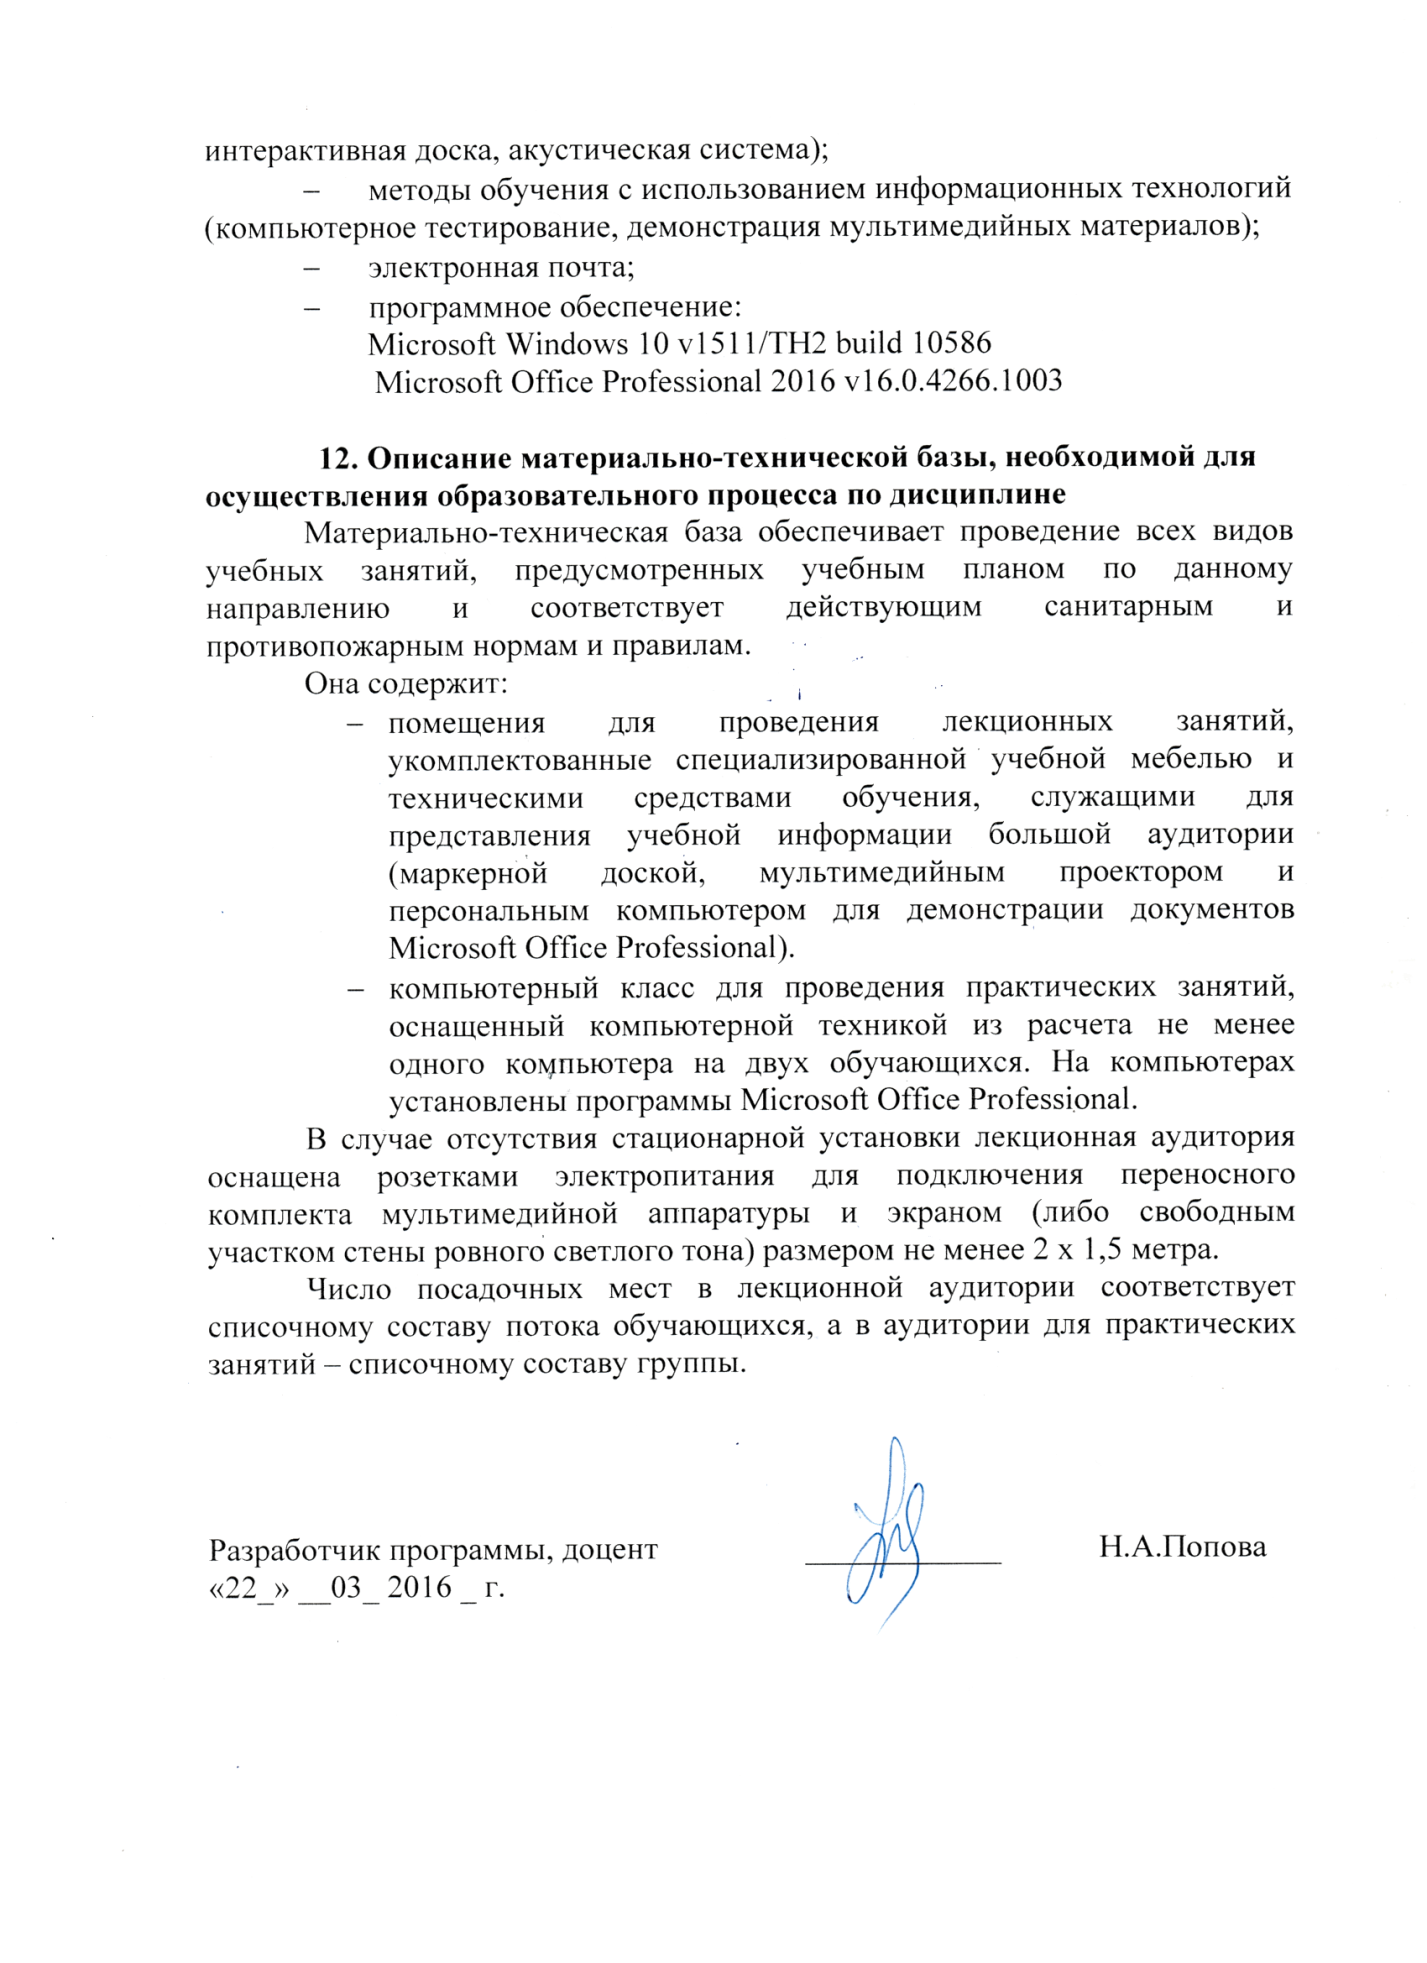 интерактивная доска, акустическая система);
– методы обучения с использованием информационных технологий
(компьютерное тестирование, демонстрация мультимедийных материалов);
– электронная почта;
– программное обеспечение:
Microsoft Windows 10 v1511/TH2 build 10586
Microsoft Office Professional 2016 v16.0.4266.1003
12. Описание материально-технической базы, необходимой для
осуществления образовательного процесса по дисциплине
Материально-техническая база обеспечивает проведение всех видов
учебных занятий, предусмотренных учебным планом по данному
направлению и соответствует действующим санитарным и
противопожарным нормам и правилам.
Она содержит:
– помещения для проведения лекционных занятий,
укомплектованные специализированной учебной мебелью и
техническими средствами обучения, служащими для
представления учебной информации большой аудитории
(маркерной доской, мультимедийным проектором и
персональным компьютером для демонстрации документов
Microsoft Office Professional).
– компьютерный класс для проведения практических занятий,
оснащенный компьютерной техникой из расчета не менее
одного компьютера на двух обучающихся. На компьютерах
установлены программы Microsoft Office Professional.
В случае отсутствия стационарной установки лекционная аудитория
оснащена розетками электропитания для подключения переносного
комплекта мультимедийной аппаратуры и экраном (либо свободным
участком стены ровного светлого тона) размером не менее 2 х 1,5 метра.
Число посадочных мест в лекционной аудитории соответствует
списочному составу потока обучающихся, а в аудитории для практических
занятий – списочному составу группы.
Разработчик программы, доцент ____________ Н.А.Попова
«22_» __03_ 2016 _ г.